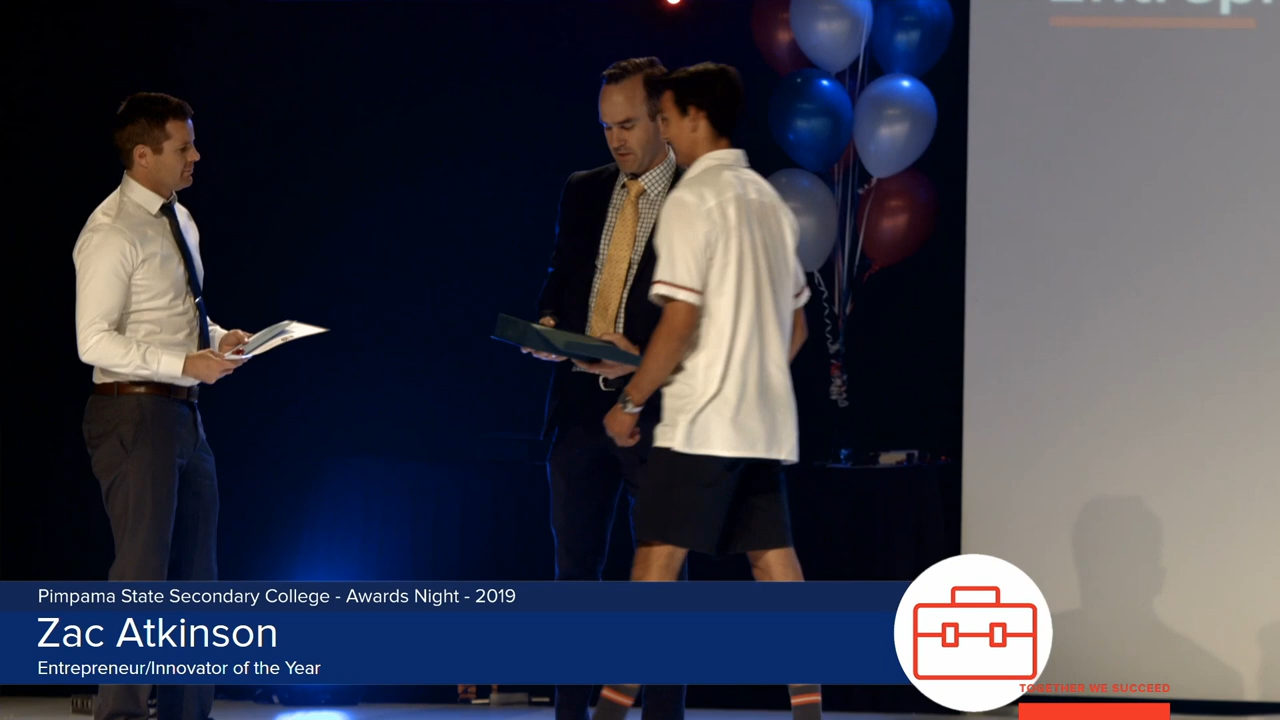 Pimpama State Secondary College - Awards Night - 2019
Zac Atkinson
Entrepreneur/Innovator of the Year
TOGETHER WE SUCCEED